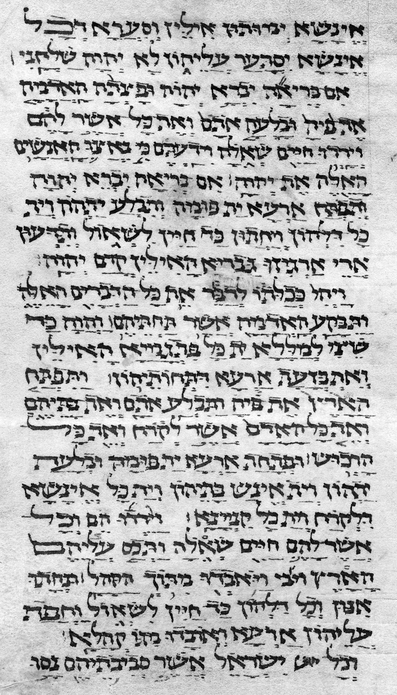 אינשא ימותון אילין וסערא דכל
אינשא יסתער עליהון לא יהוה שלחני
אם בריאה יברא יהוה ופצתה האדמה
את פיה ובלעה אתם ואת כל אשר להם
וירדו חיים שאלה וידעתם כי נאצו האנשים
האלה את יהוה׃ אם בריאה יברא יהוה
ותפתח ארעא ית פומה ותבלע יתהון וית
כל דלהון ויחתון כד חיין לשאול ותדעון
ארי ארגיזו גבריא האילין קדם יהוה׃
ויהי ככלתו לדבר את כל הדברים האלה
ותבקע האדמה אשר תחתיהם׃ והוה כד
שיצי למללא ית כל פתגמייא האילין
ואתבזעת ארעא דתחותיהון׃ ותפתח
הארץ את פיה ותבלע אתם ואת בתיהם
ואת כל האדם אשר לקרח ואת כל
הרכוש׃ ופתחת ארעא ית פומה ובלעת
יתהון וית אינש בתיהון וית כל אינשא
דלקרח וית כל קניינא׃ וירדו הם וכל
אשר להם חיים שאלה ותכס עליהם
הארץ ויאבדו מתוך הקהל׃ ונחתו
אנון וכל דלהון כד חיין לשאול וחפת
עליהון ארעא ואבדו מגו קהלא׃
וכל ישראל אשר סביבתיהם נסו